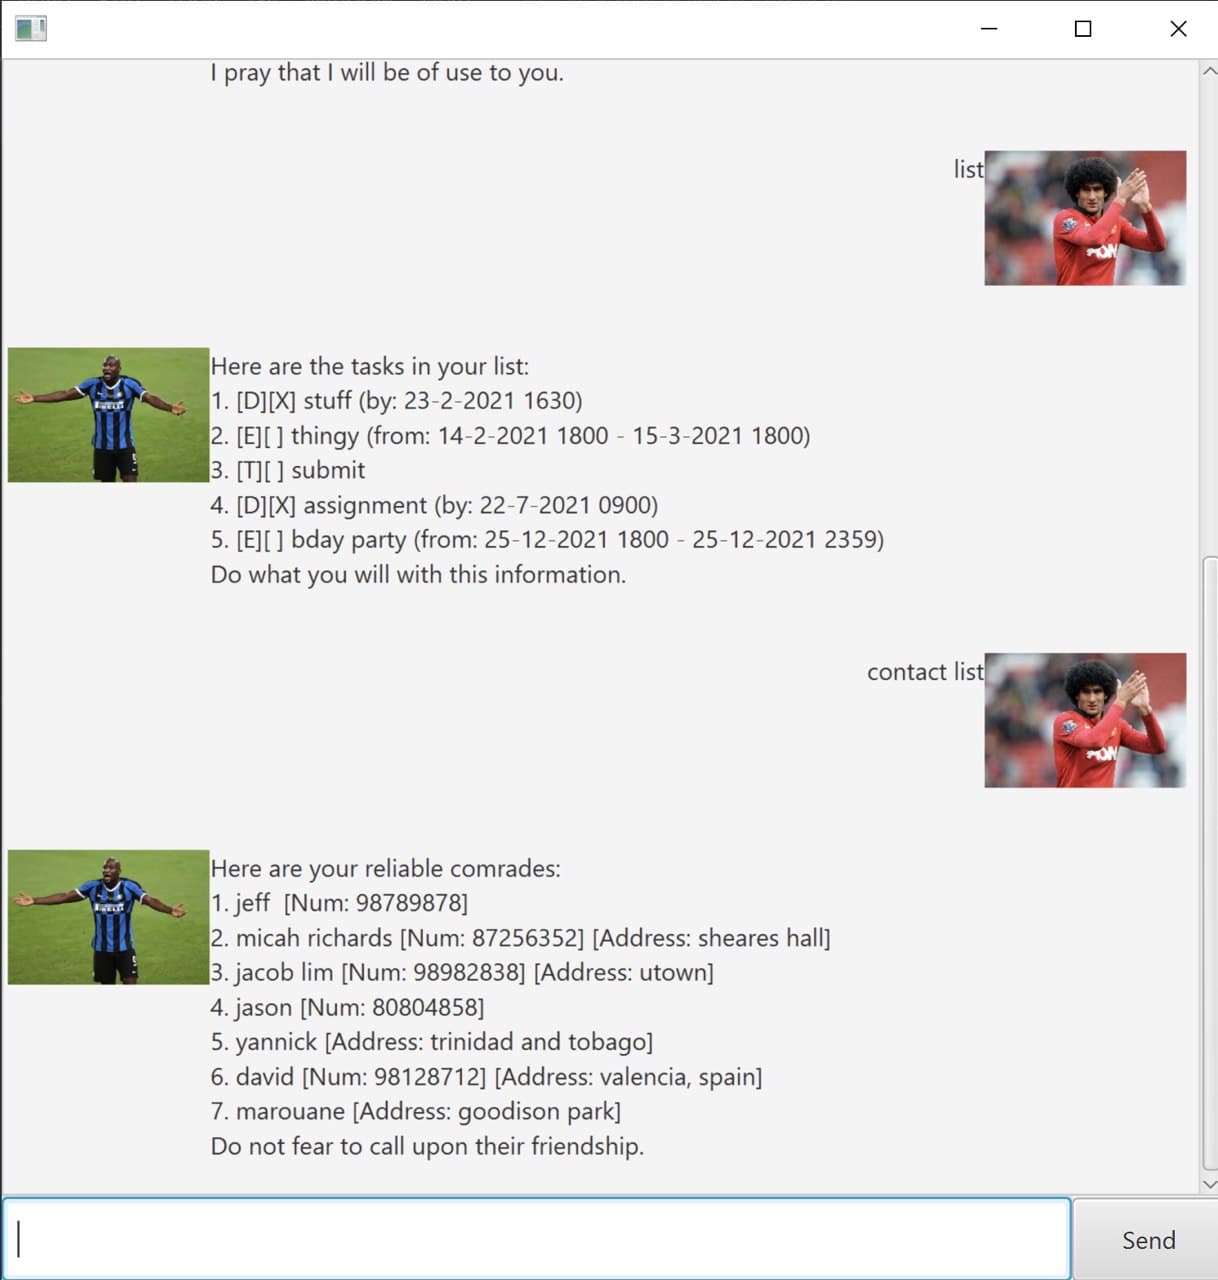 I pray that I will be of use to you.
list
Here are the tasks in your list:
1. [D][X] stuff (by: 23-2-2021 1630)
2. [E][ ] thingy (from: 14-2-2021 1800 - 15-3-2021 1800)
3. [T][ ] submit
4. [D][X] assignment (by: 22-7-2021 0900)
5. [E][ ] bday party (from: 25-12-2021 1800 - 25-12-2021 2359)
Do what you will with this information.
contact list
Here are your reliable comrades:
1. jeff  [Num: 98789878]
2. micah richards [Num: 87256352] [Address: sheares hall]
3. jacob lim [Num: 98982838] [Address: utown]
4. jason [Num: 80804858]
5. yannick [Address: trinidad and tobago]
6. david [Num: 98128712] [Address: valencia, spain]
7. marouane [Address: goodison park]
Do not fear to call upon their friendship.
Send